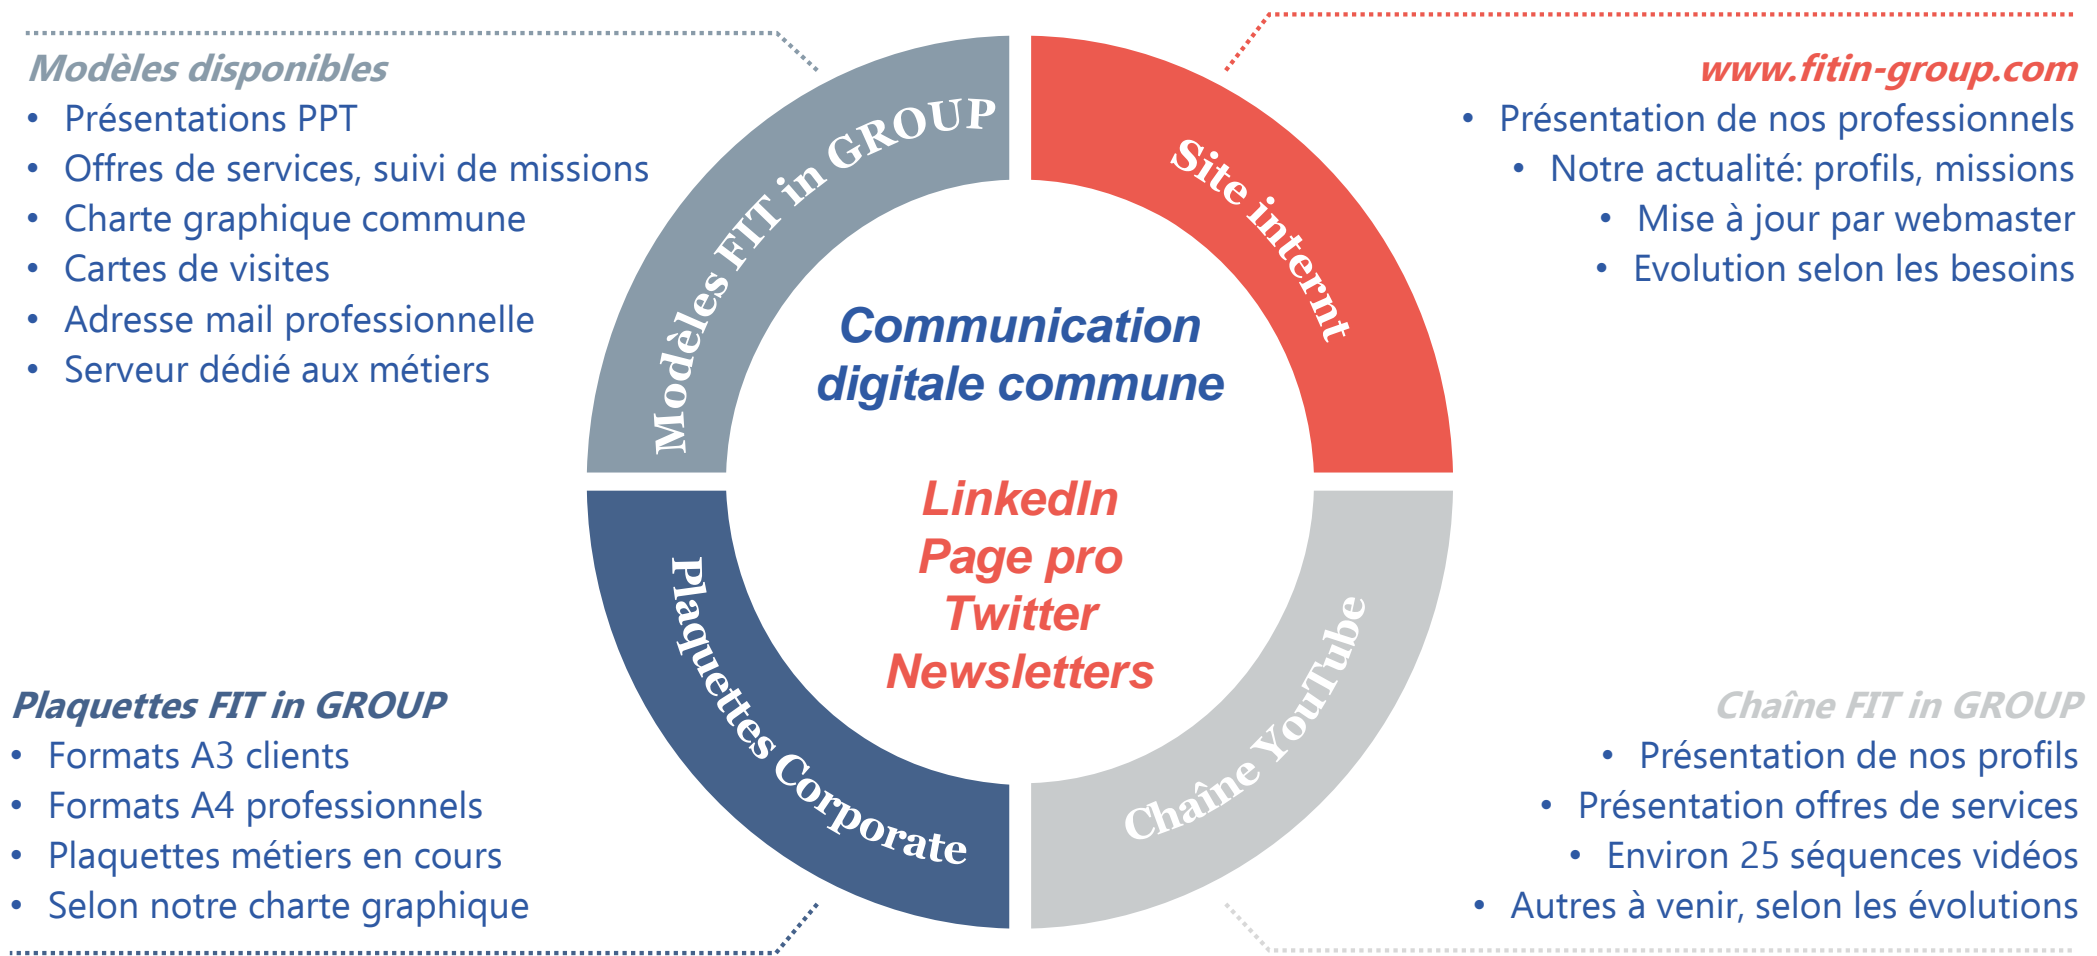 Modèles disponibles
• Présentations PPT
• Offres de services, suivi de missions
• Charte graphique commune
• Cartes de visites
• Adresse mail professionnelle
• Serveur dédié aux métiers
Modèles FIT in GROUP
Site internt
www.fitin-group.com
• Présentation de nos professionnels
• Notre actualité: profils, missions
• Mise à jour par webmaster
• Evolution selon les besoins
Communication
digitale commune
LinkedIn
Page pro
Twitter
Newsletters
Plaquettes FIT in GROUP
• Formats A3 clients
• Formats A4 professionnels
• Plaquettes métiers en cours
• Selon notre charte graphique
Plaquettes Corporate
Chaîne YouTube
Chaîne FIT in GROUP
• Présentation de nos profils
• Présentation offres de services
• Environ 25 séquences vidéos
• Autres à venir, selon les évolutions